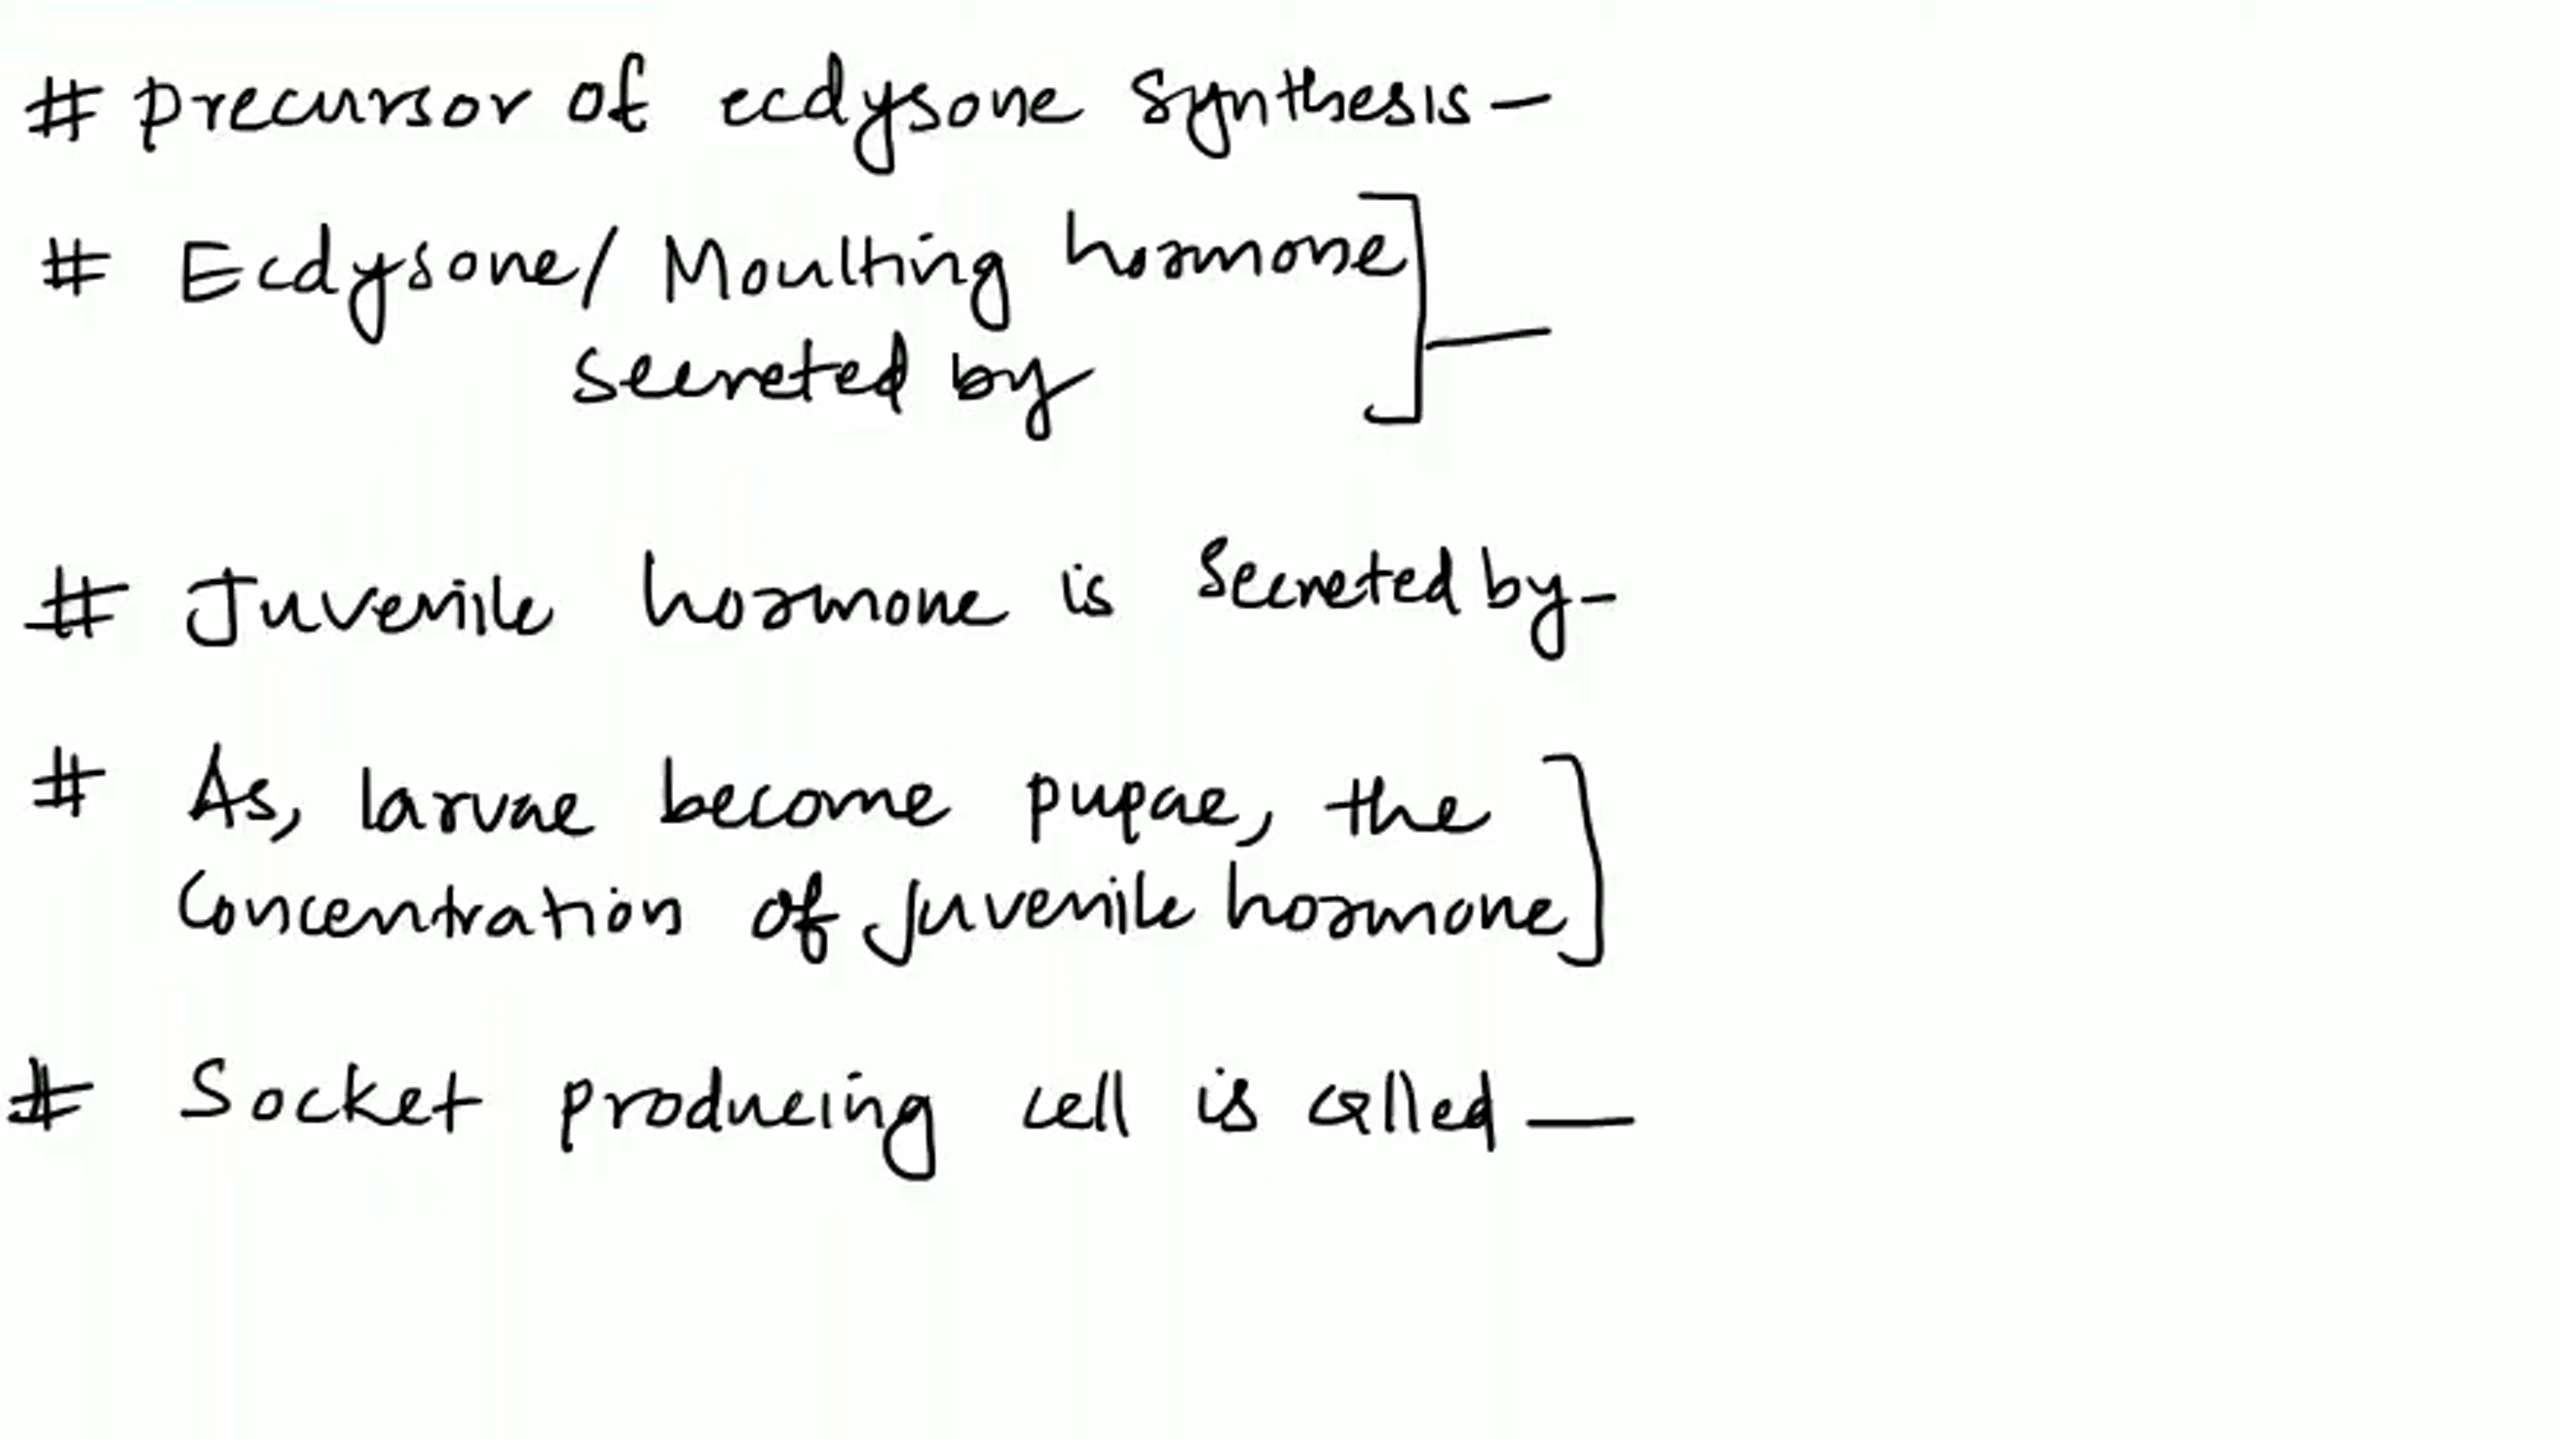 # precursor of ecdysone synthesis —
# Ecdysone/ Moulting hormone
secreted by
# Juvenile hormone is secreted by -
# As, larvae become pupae, the
Concentration of juvenile hormone
# Socket producing cell is called —